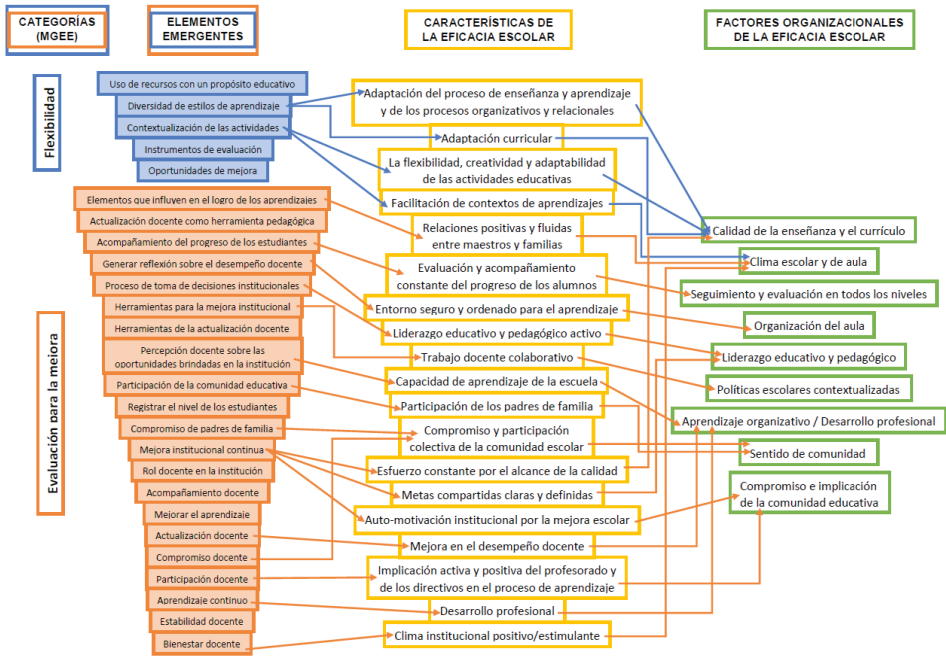 CATEGORÍAS
(MGEE)
ELEMENTOS
EMERGENTES
CARACTERÍSTICAS DE
LA EFICACIA ESCOLAR
FACTORES ORGANIZACIONALES
DE LA EFICACIA ESCOLAR
Flexibilidad
Uso de recursos con un propósito educativo
Diversidad de estilos de aprendizaje
Contextualización de las actividades
Instrumentos de evaluación
Oportunidades de mejora
Evaluación para la mejora
Elementos que influyen en el logro de los aprendizajes
Actualización docente como herramienta pedagógica
Acompañamiento del progreso de los estudiantes
Generar reflexión sobre el desempeño docente
Proceso de toma de decisiones institucionales
Herramientas para la mejora institucional
Herramientas de la actualización docente
Percepción docente sobre las
oportunidades brindadas en la institución
Participación de la comunidad educativa
Registrar el nivel de los estudiantes
Compromiso de padres de familia
Mejora institucional continua
Rol docente en la institución
Acompañamiento docente
Mejorar el aprendizaje
Actualización docente
Compromiso docente
Participación docente
Aprendizaje continuo
Estabilidad docente
Bienestar docente
Adaptación del proceso de enseñanza y aprendizaje
y de los procesos organizativos y relacionales
Adaptación curricular
La flexibilidad, creatividad y adaptabilidad
de las actividades educativas
Facilitación de contextos de aprendizajes
Relaciones positivas y fluidas
entre maestros y familias
Evaluación y acompañamiento
constante del progreso de los alumnos
Entorno seguro y ordenado para el aprendizaje
Liderazgo educativo y pedagógico activo
Trabajo docente colaborativo
Capacidad de aprendizaje de la escuela
Participación de los padres de familia
Compromiso y participación
colectiva de la comunidad escolar
Esfuerzo constante por el alcance de la calidad
Metas compartidas claras y definidas
Auto-motivación institucional por la mejora escolar
Mejora en el desempeño docente
Implicación activa y positiva del profesorado y
de los directivos en el proceso de aprendizaje
Desarrollo profesional
Clima institucional positivo/estimulante
Calidad de la enseñanza y el currículo
Clima escolar y de aula
Seguimiento y evaluación en todos los niveles
Organización del aula
Liderazgo educativo y pedagógico
Políticas escolares contextualizadas
Aprendizaje organizativo / Desarrollo profesional
Sentido de comunidad
Compromiso e implicación
de la comunidad educativa